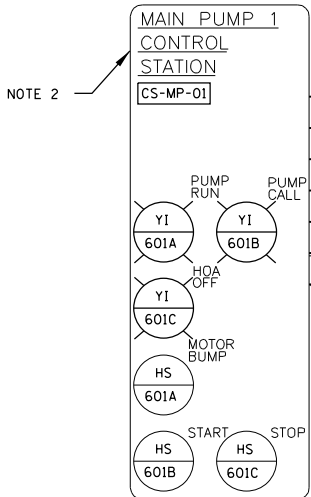 MAIN PUMP 1
CONTROL
STATION
NOTE 2
CS-MP-01
PUMP
RUN
PUMP
CALL
YI
601A
YI
601B
HOA
OFF
YI
601C
MOTOR
BUMP
HS
601A
START
STOP
HS
601B
HS
601C